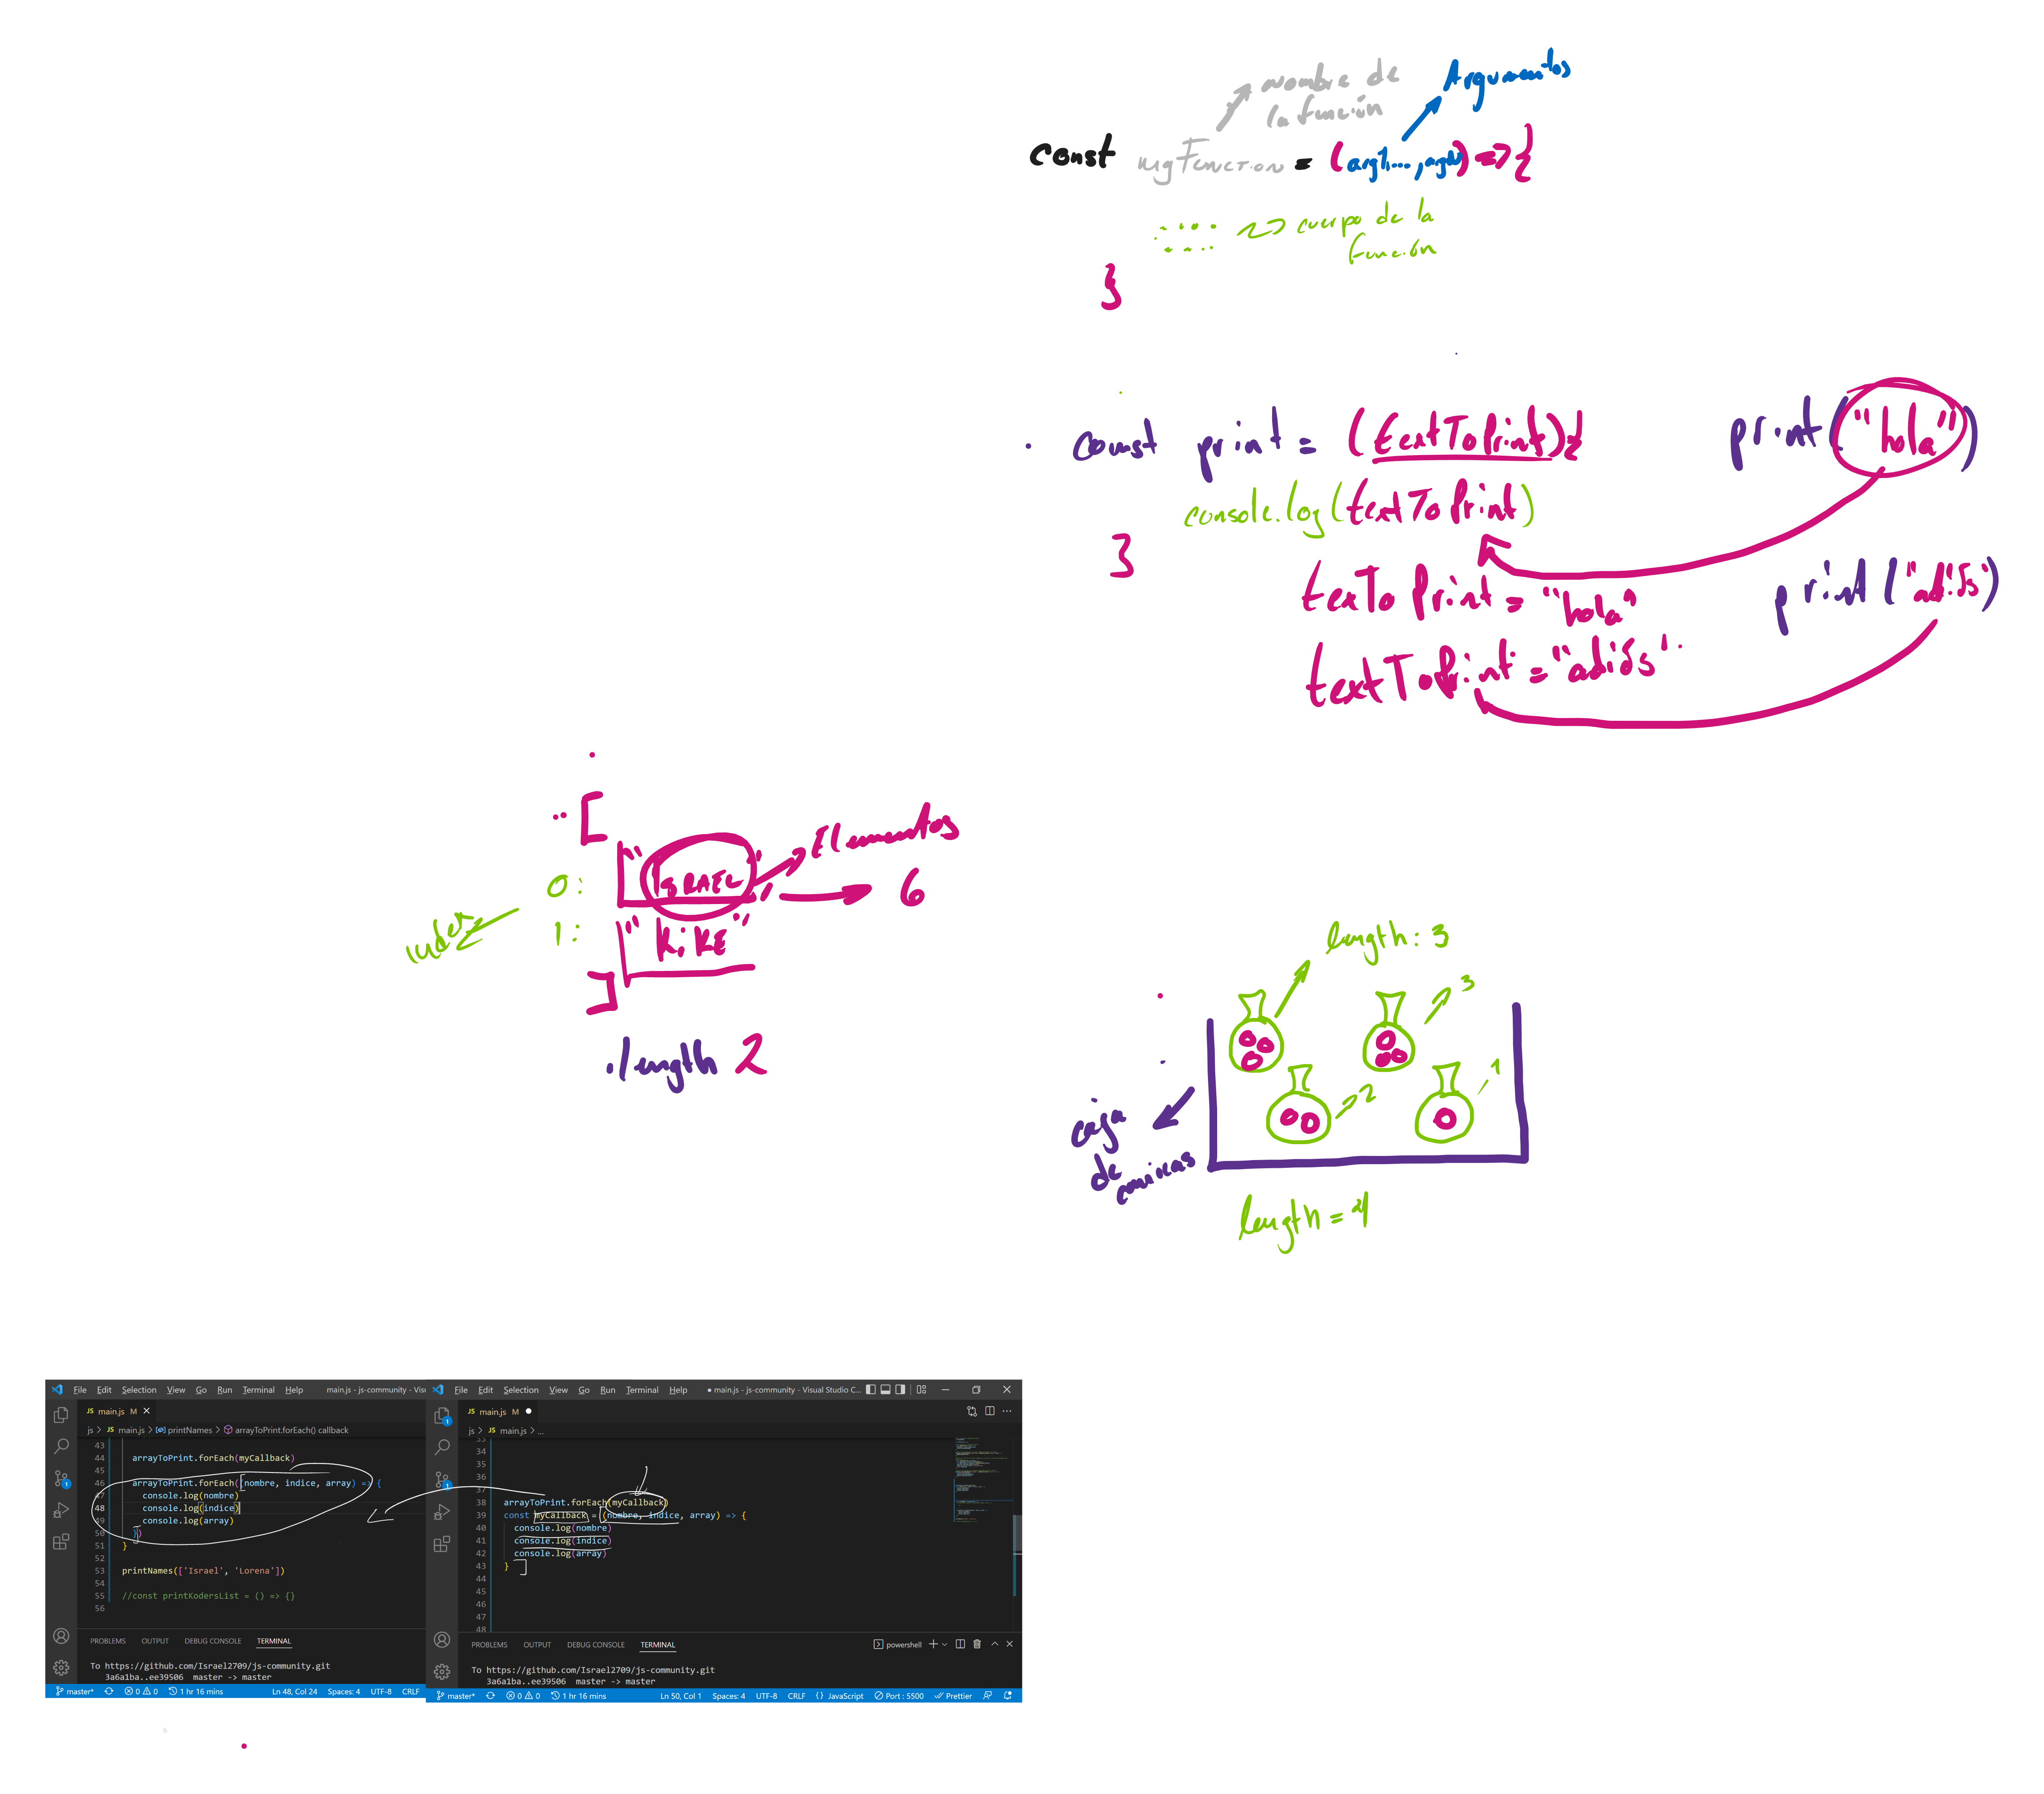 nombre de
la función
Argumentos
const myFunction = (arg1...,argN) => {
cuerpo de la
función
}
const print = (textToPrint){
console.log(textToPrint)
}
print("hola")
texToPrint = "hola"
print("adiós")
textToPrint = "adiós"
[
0: "Israel", Elementos
6
1: "KiKE"
index
]
.length 2
length: 3
3
2
1
caja
de canicas
length = 4
File Edit Selection View Go Run Terminal Help main.js - js-community - Vis
JS main.js M
js > JS main.js > printNames > arrayToPrint.forEach() callback
43
44 arrayToPrint.forEach(myCallback)
45
46 arrayToPrint.forEach((nombre, indice, array) => {
47 console.log(nombre)
48 console.log(indice)
49 console.log(array)
50 })
51 }
52
53 printNames(['Israel', 'Lorena'])
54
55 //const printKodersList = () => {}
56
PROBLEMS OUTPUT DEBUG CONSOLE TERMINAL
To https://github.com/Israel2709/js-community.git
3a6a1ba..ee39506 master -> master
master* 0 0 1 hr 16 mins Ln 48, Col 24 Spaces: 4 UTF-8 CRLF
File Edit Selection View Go Run Terminal Help main.js - js-community - Visual Studio C...
JS main.js M
js > JS main.js > ...
33
34
35
36
37
38 arrayToPrint.forEach(myCallback)
39 const myCallback = (nombre, indice, array) => {
40 console.log(nombre)
41 console.log(indice)
42 console.log(array)
43 }
44
45
46
47
48
PROBLEMS OUTPUT DEBUG CONSOLE TERMINAL powershell
To https://github.com/Israel2709/js-community.git
3a6a1ba..ee39506 master -> master
master* 0 0 1 hr 16 mins Ln 50, Col 1 Spaces: 4 UTF-8 CRLF {} JavaScript Port : 5500 Prettier